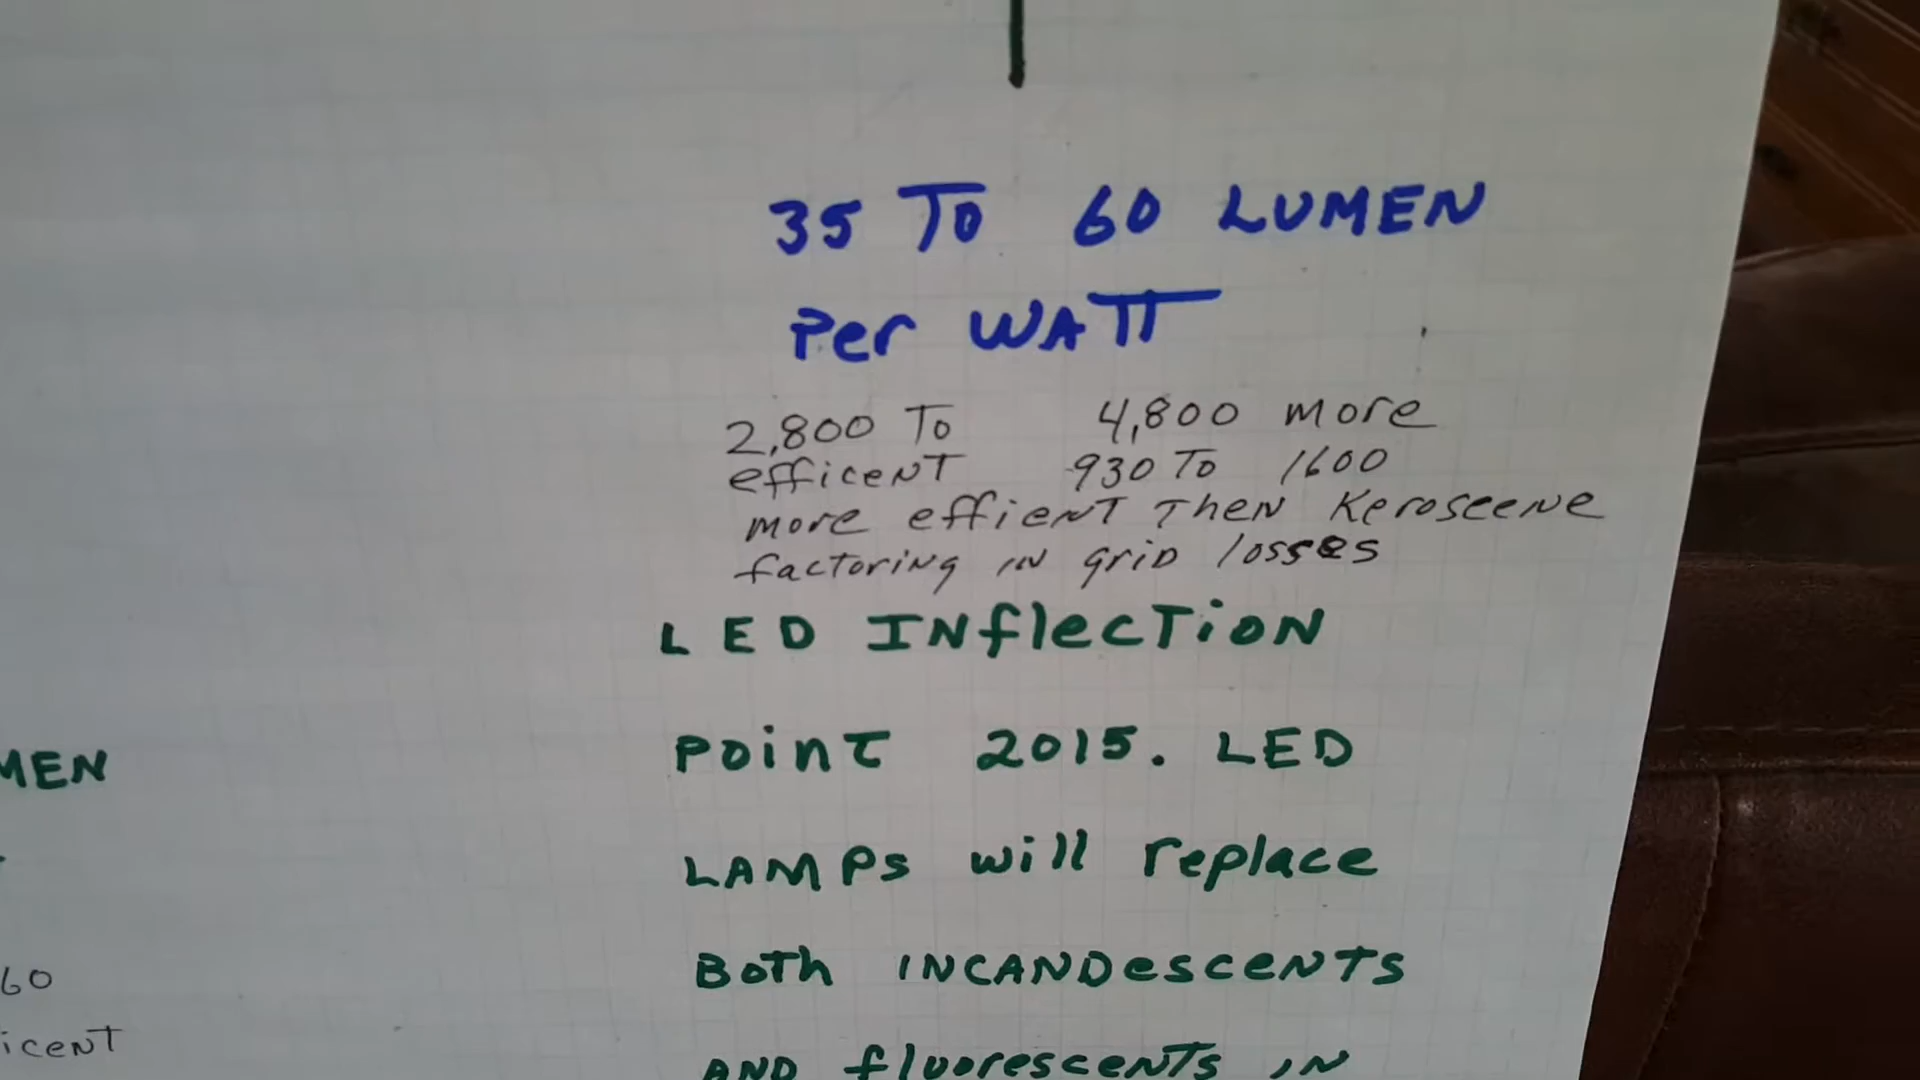 35 TO 60 LUMEN
Per WATT
2,800 TO 4,800 more
efficENT 930 TO 1600
more effieNT Then Keroseene
factoring in grid losses
LED INflecTiON
Point 2015. LED
LAMPs will replace
Both INCANDescENTS
AND fluorescents in
MEN
60
icENT